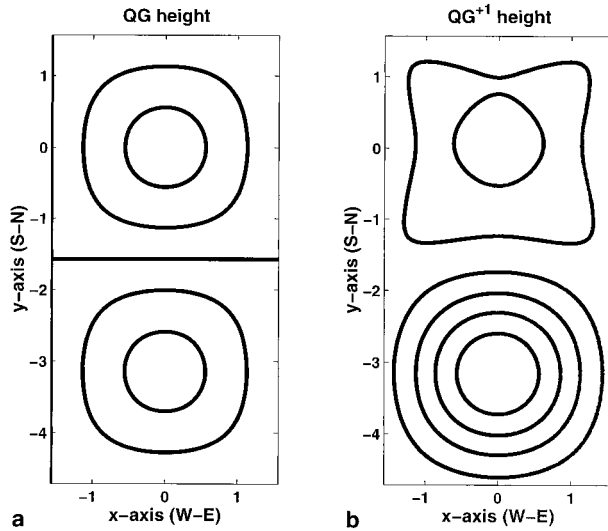 QG height
1
0
−1
−2
−3
−4
y−axis (S−N)
−1
0
1
x−axis (W−E)
a
QG+1 height
1
0
−1
−2
−3
−4
y−axis (S−N)
−1
0
1
x−axis (W−E)
b